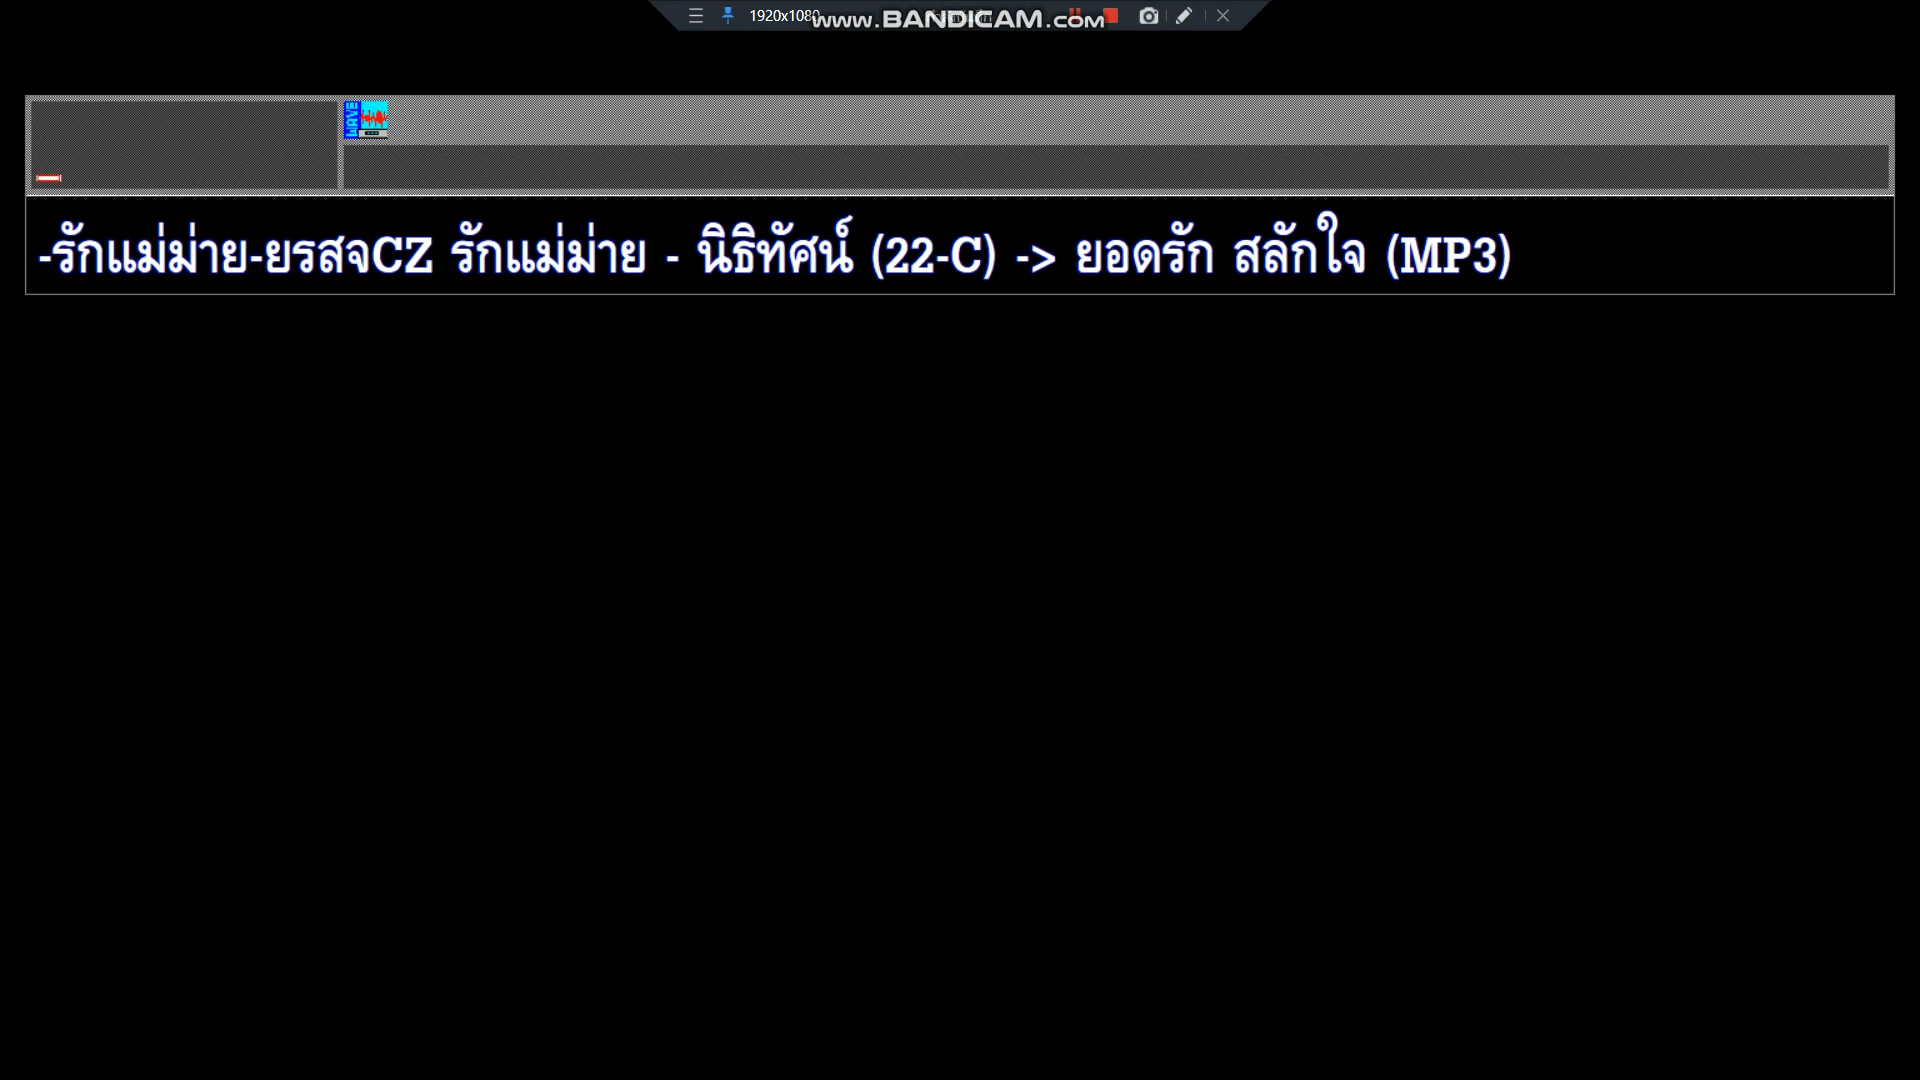 1920x1080
www.BANDICAM.com
WAVE
-รักแม่ม่าย-ยรสจCZ รักแม่ม่าย - นิธิทัศน์ (22-C) -> ยอดรัก สลักใจ (MP3)